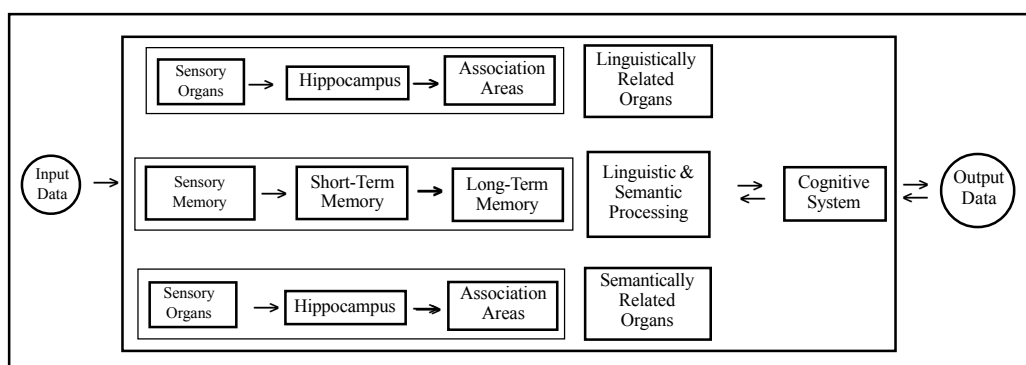 Sensory
Organs
Hippocampus
Association
Areas
Linguistically
Related
Organs
Input
Data
Sensory
Memory
Short-Term
Memory
Long-Term
Memory
Linguistic &
Semantic
Processing
Cognitive
System
Output
Data
Sensory
Organs
Hippocampus
Association
Areas
Semantically
Related
Organs